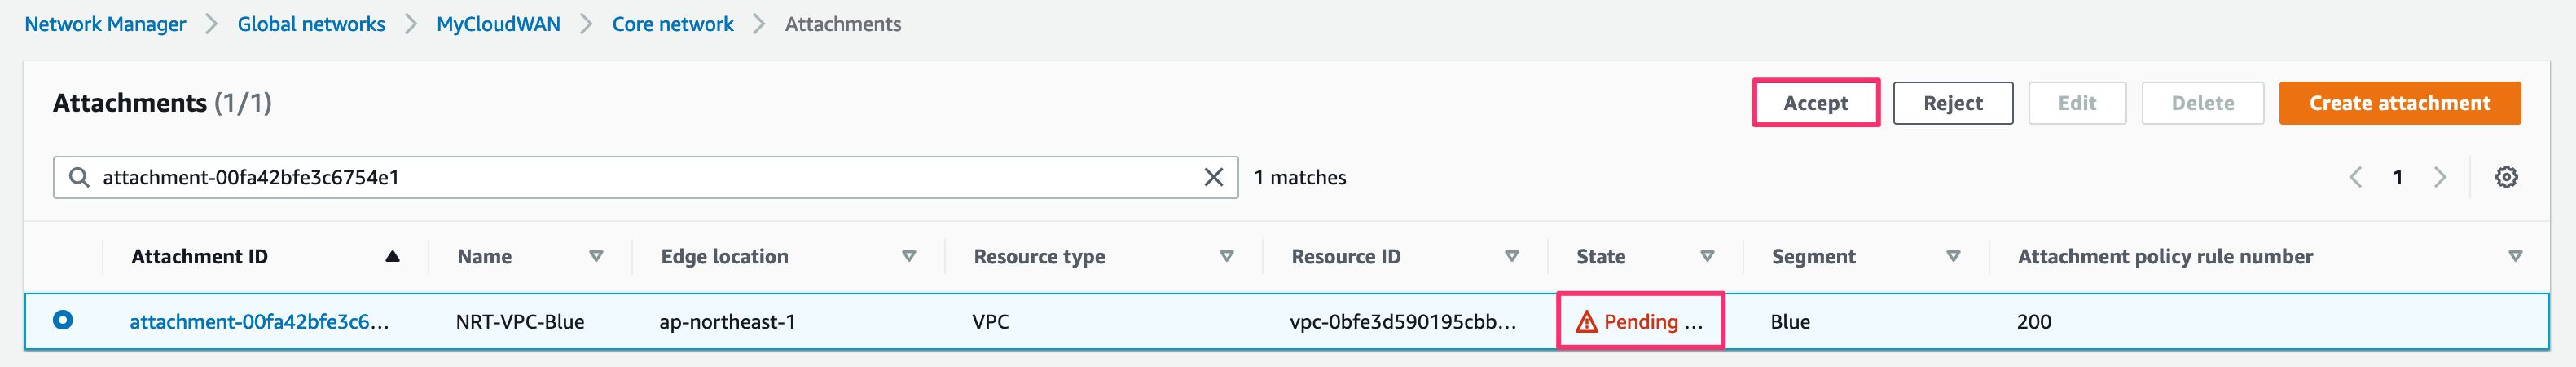 Network Manager > Global networks > MyCloudWAN > Core network > Attachments
Attachments (1/1)
Accept Reject Edit Delete Create attachment
attachment-00fa42bfe3c6754e1 1 matches 1
Attachment ID Name Edge location Resource type Resource ID State Segment Attachment policy rule number
attachment-00fa42bfe3c6... NRT-VPC-Blue ap-northeast-1 VPC vpc-0bfe3d590195cbb... Pending ... Blue 200